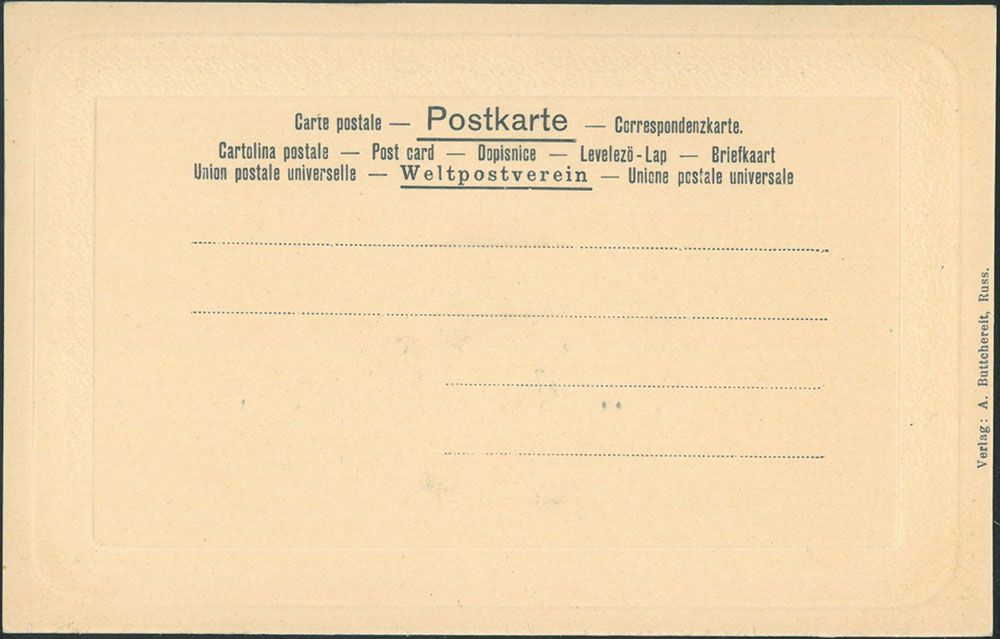 Carte postale — Postkarte — Correspondenzkarte.
Cartolina postale — Post card — Dopisnice — Levelező-Lap — Briefkaart
Union postale universelle — Weltpostverein — Unione postale universale
Verlag: A. Buttchereit, Russ.